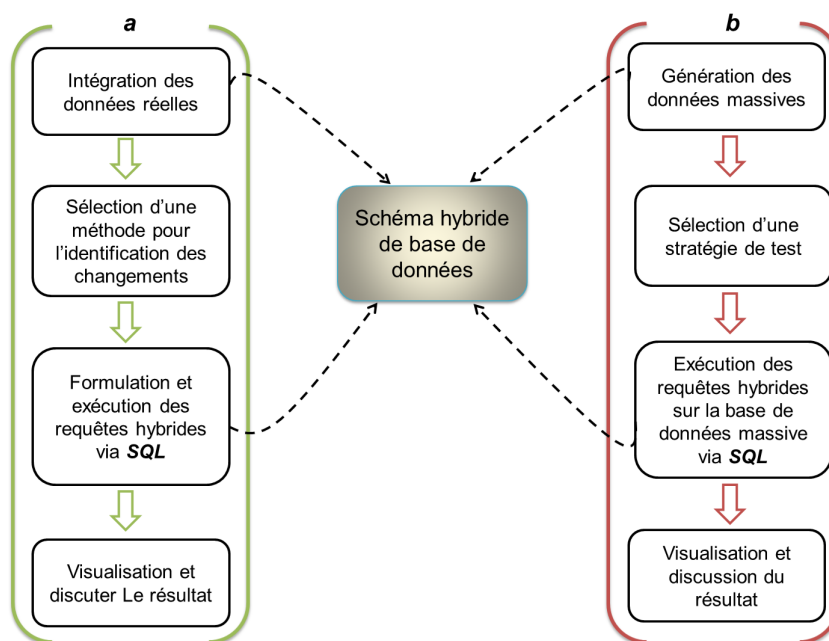 a
Intégration des
données réelles
Sélection d'une
méthode pour
l'identification des
changements
Formulation et
exécution des
requêtes hybrides
via SQL
Visualisation et
discuter Le résultat
Schéma hybride
de base de
données
b
Génération des
données massives
Sélection d'une
stratégie de test
Exécution des
requêtes hybrides
sur la base de
données massive
via SQL
Visualisation et
discussion du
résultat